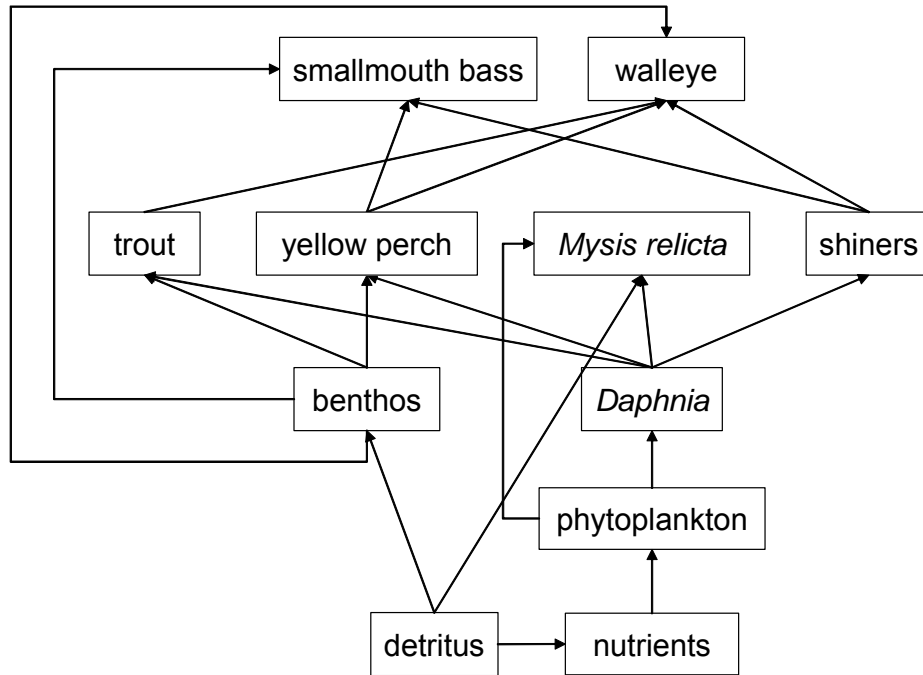 smallmouth bass
walleye
trout
yellow perch
Mysis relicta
shiners
benthos
Daphnia
phytoplankton
detritus
nutrients